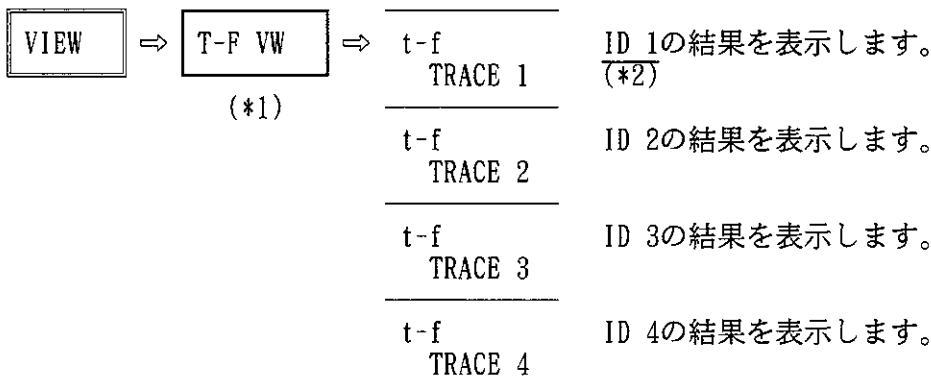 VIEW ⇨ T-F VW ⇨ t-f ID 1の結果を表示します。
TRACE 1 (*2)
(*1)
t-f ID 2の結果を表示します。
TRACE 2
t-f ID 3の結果を表示します。
TRACE 3
t-f ID 4の結果を表示します。
TRACE 4